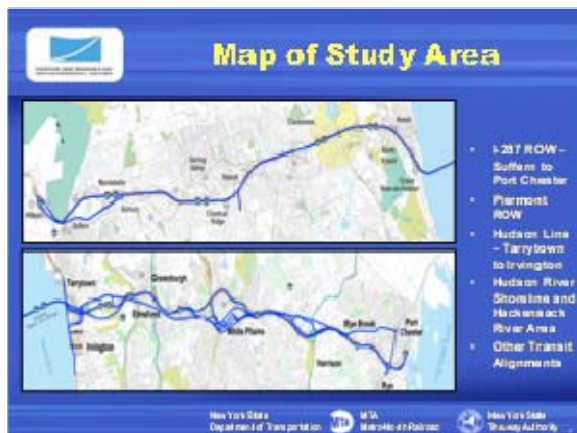 Map of Study Area
I-287 ROW –
Suffern to
Port Chester
Piermont
ROW
Hudson Line
– Tarrytown
to Irvington
Hudson River
Shoreline and
Hackensack
River Area
Other Transit
Alignments
Suffern
Tarrytown
Greenburgh
Elmsford
Irvington
White Plains
Rye Brook
Port
Chester
Harrison
Rye
New York State
Department of Transportation
MTA
Metro-North Railroad
New York State
Thruway Authority